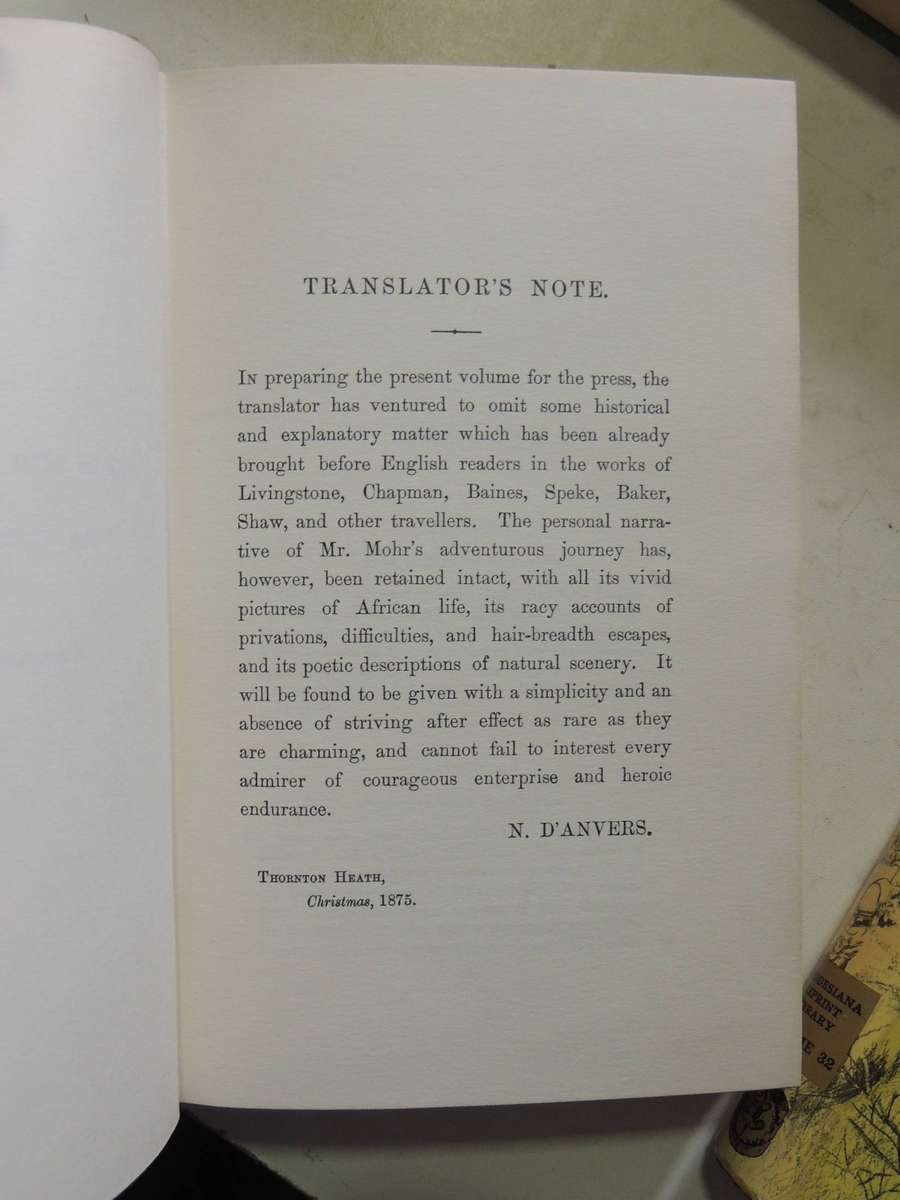 TRANSLATOR'S NOTE.
IN preparing the present volume for the press, the
translator has ventured to omit some historical
and explanatory matter which has been already
brought before English readers in the works of
Livingstone, Chapman, Baines, Speke, Baker,
Shaw, and other travellers. The personal narra-
tive of Mr. Mohr's adventurous journey has,
however, been retained intact, with all its vivid
pictures of African life, its racy accounts of
privations, difficulties, and hair-breadth escapes,
and its poetic descriptions of natural scenery. It
will be found to be given with a simplicity and an
absence of striving after effect as rare as they
are charming, and cannot fail to interest every
admirer of courageous enterprise and heroic
endurance.
N. D'ANVERS.
THORNTON HEATH,
Christmas, 1875.
32